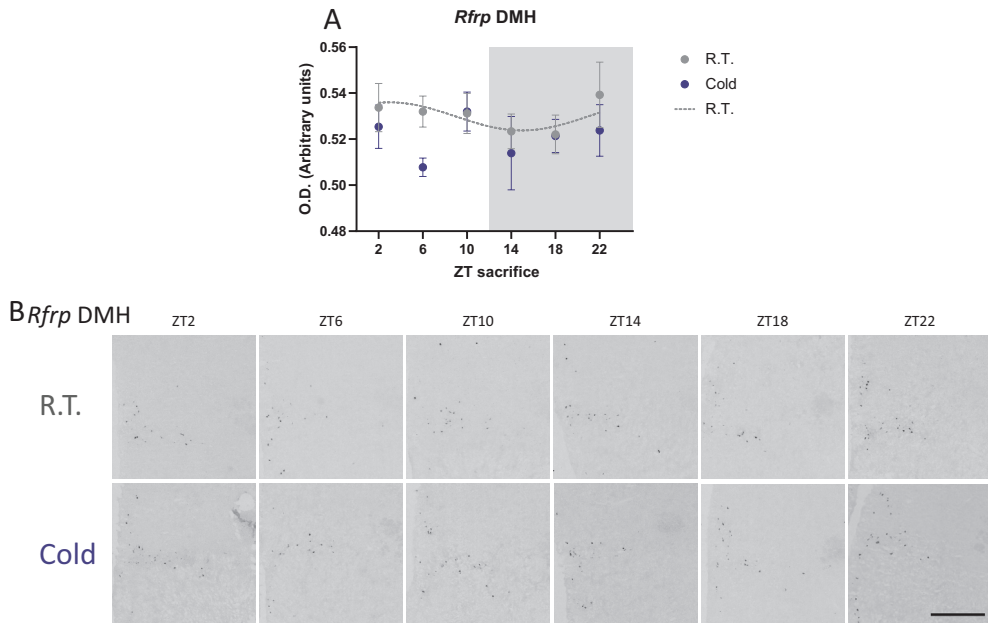 A
Rfrp DMH
O.D. (Arbitrary units)
0.56
0.54
0.52
0.50
0.48
2 6 10 14 18 22
ZT sacrifice
R.T.
Cold
R.T.
B Rfrp DMH
ZT2 ZT6 ZT10 ZT14 ZT18 ZT22
R.T.
Cold